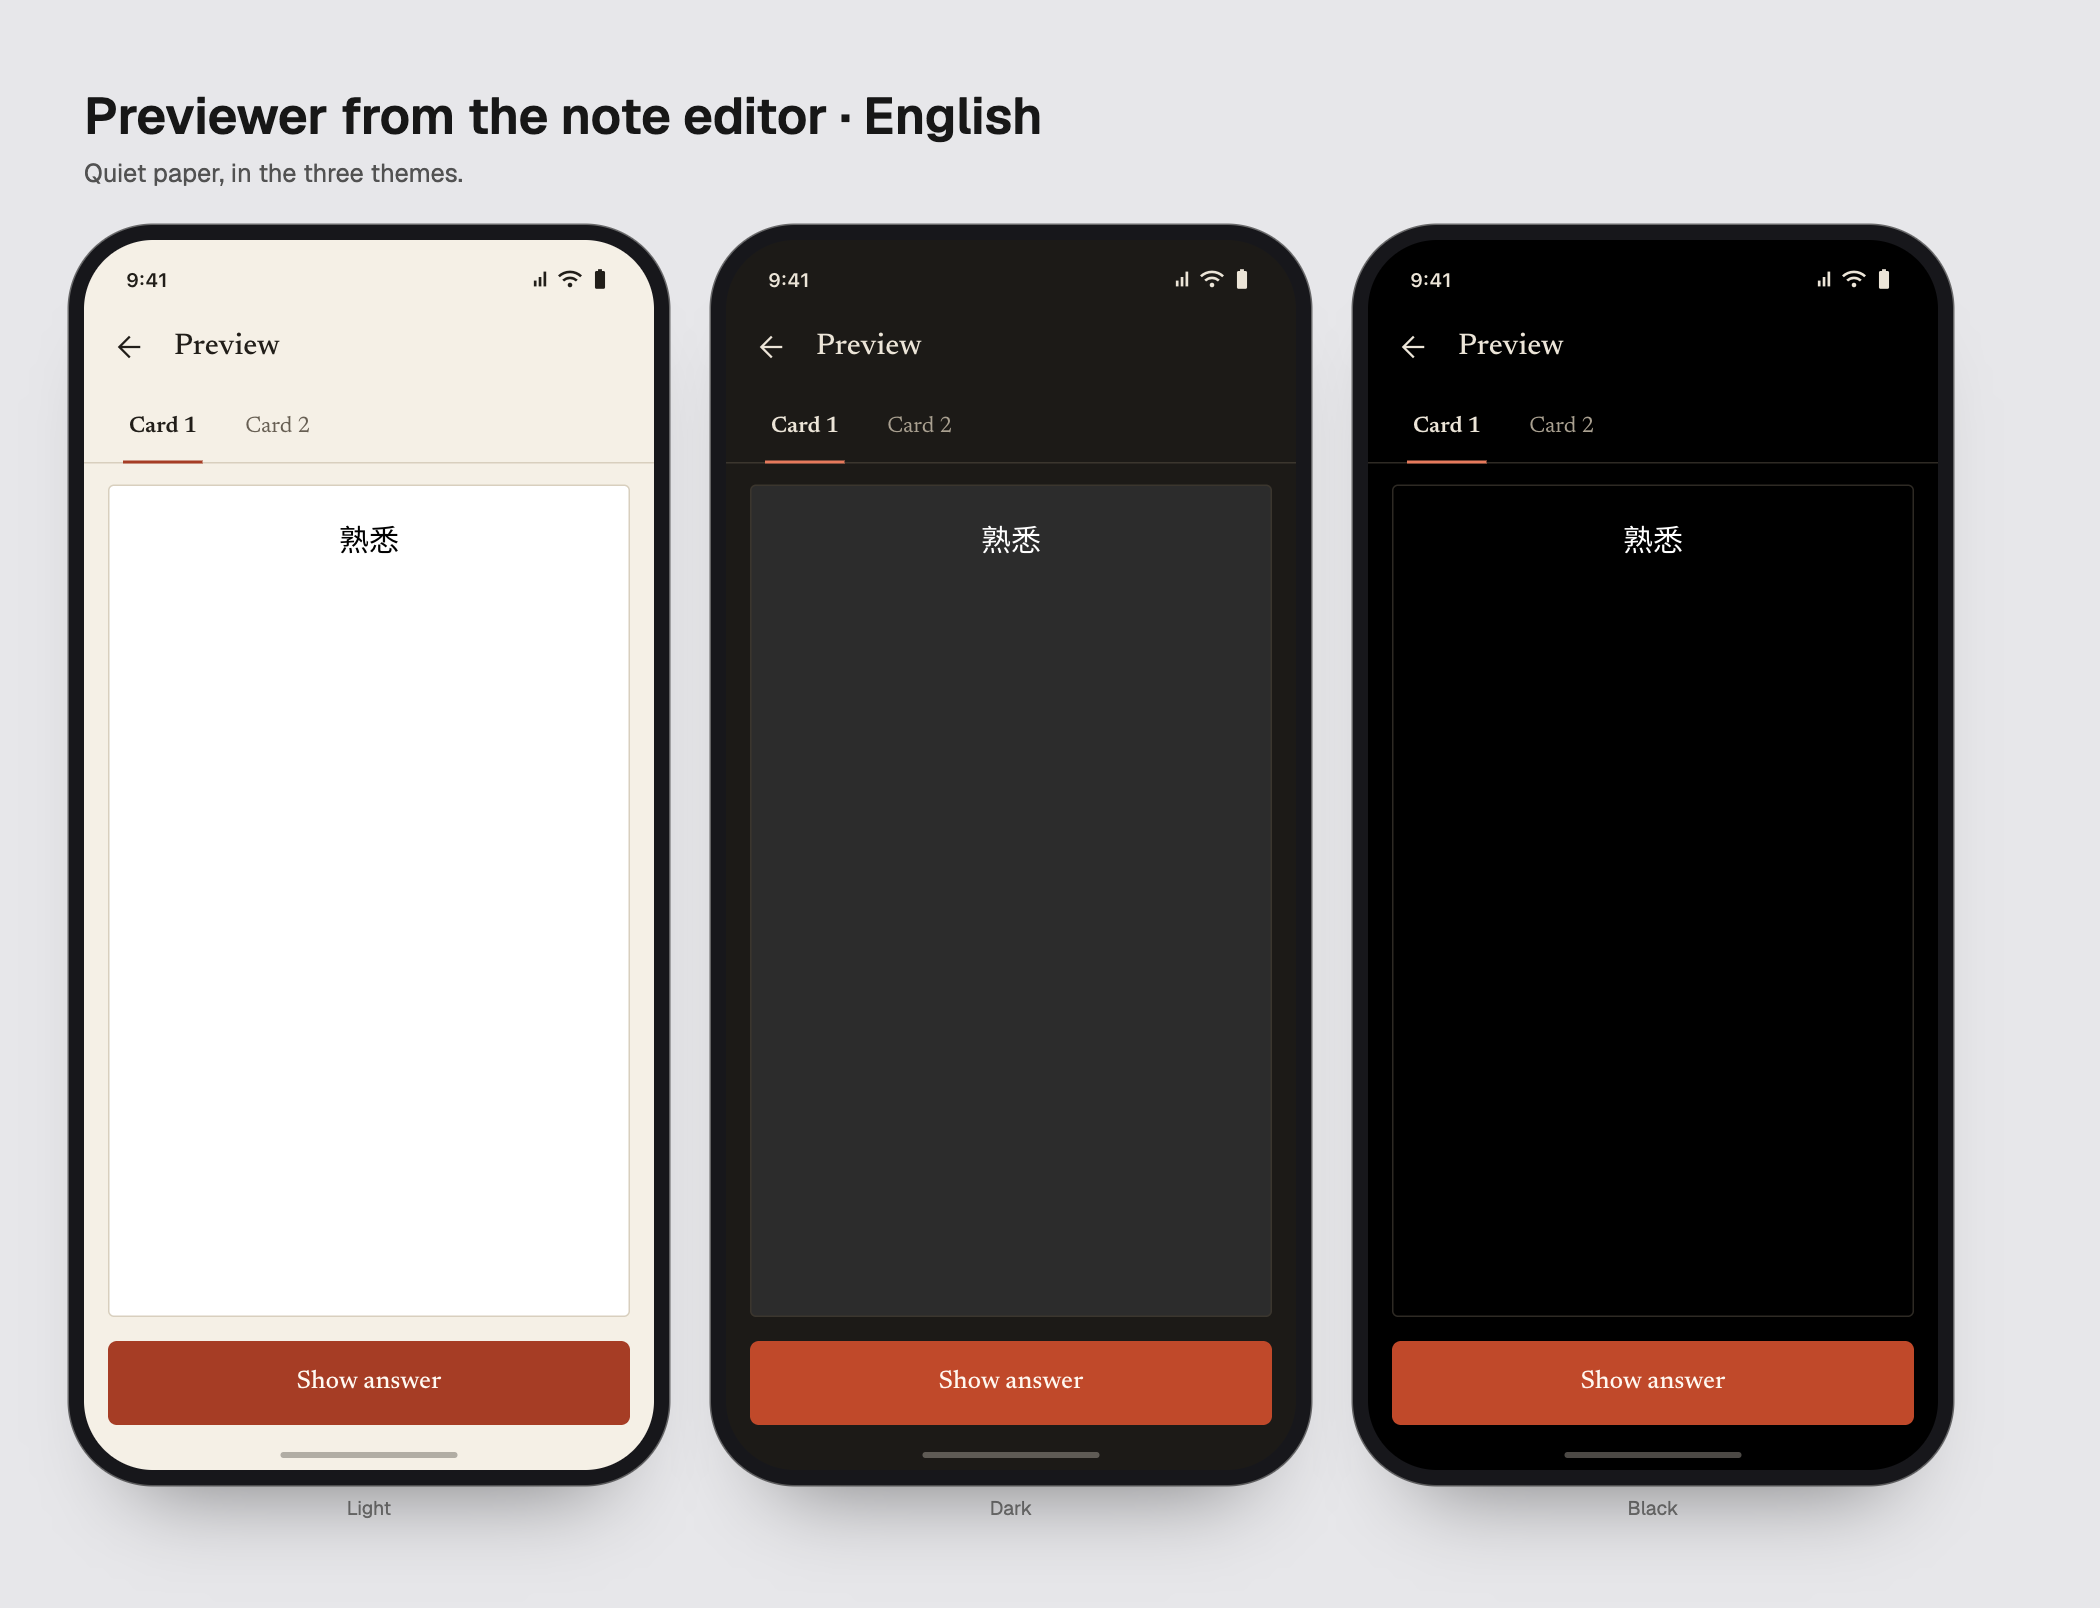 Previewer from the note editor · English
Quiet paper, in the three themes.
9:41
Preview
Card 1 Card 2
熟悉
Show answer
Light
9:41
Preview
Card 1 Card 2
熟悉
Show answer
Dark
9:41
Preview
Card 1 Card 2
熟悉
Show answer
Black